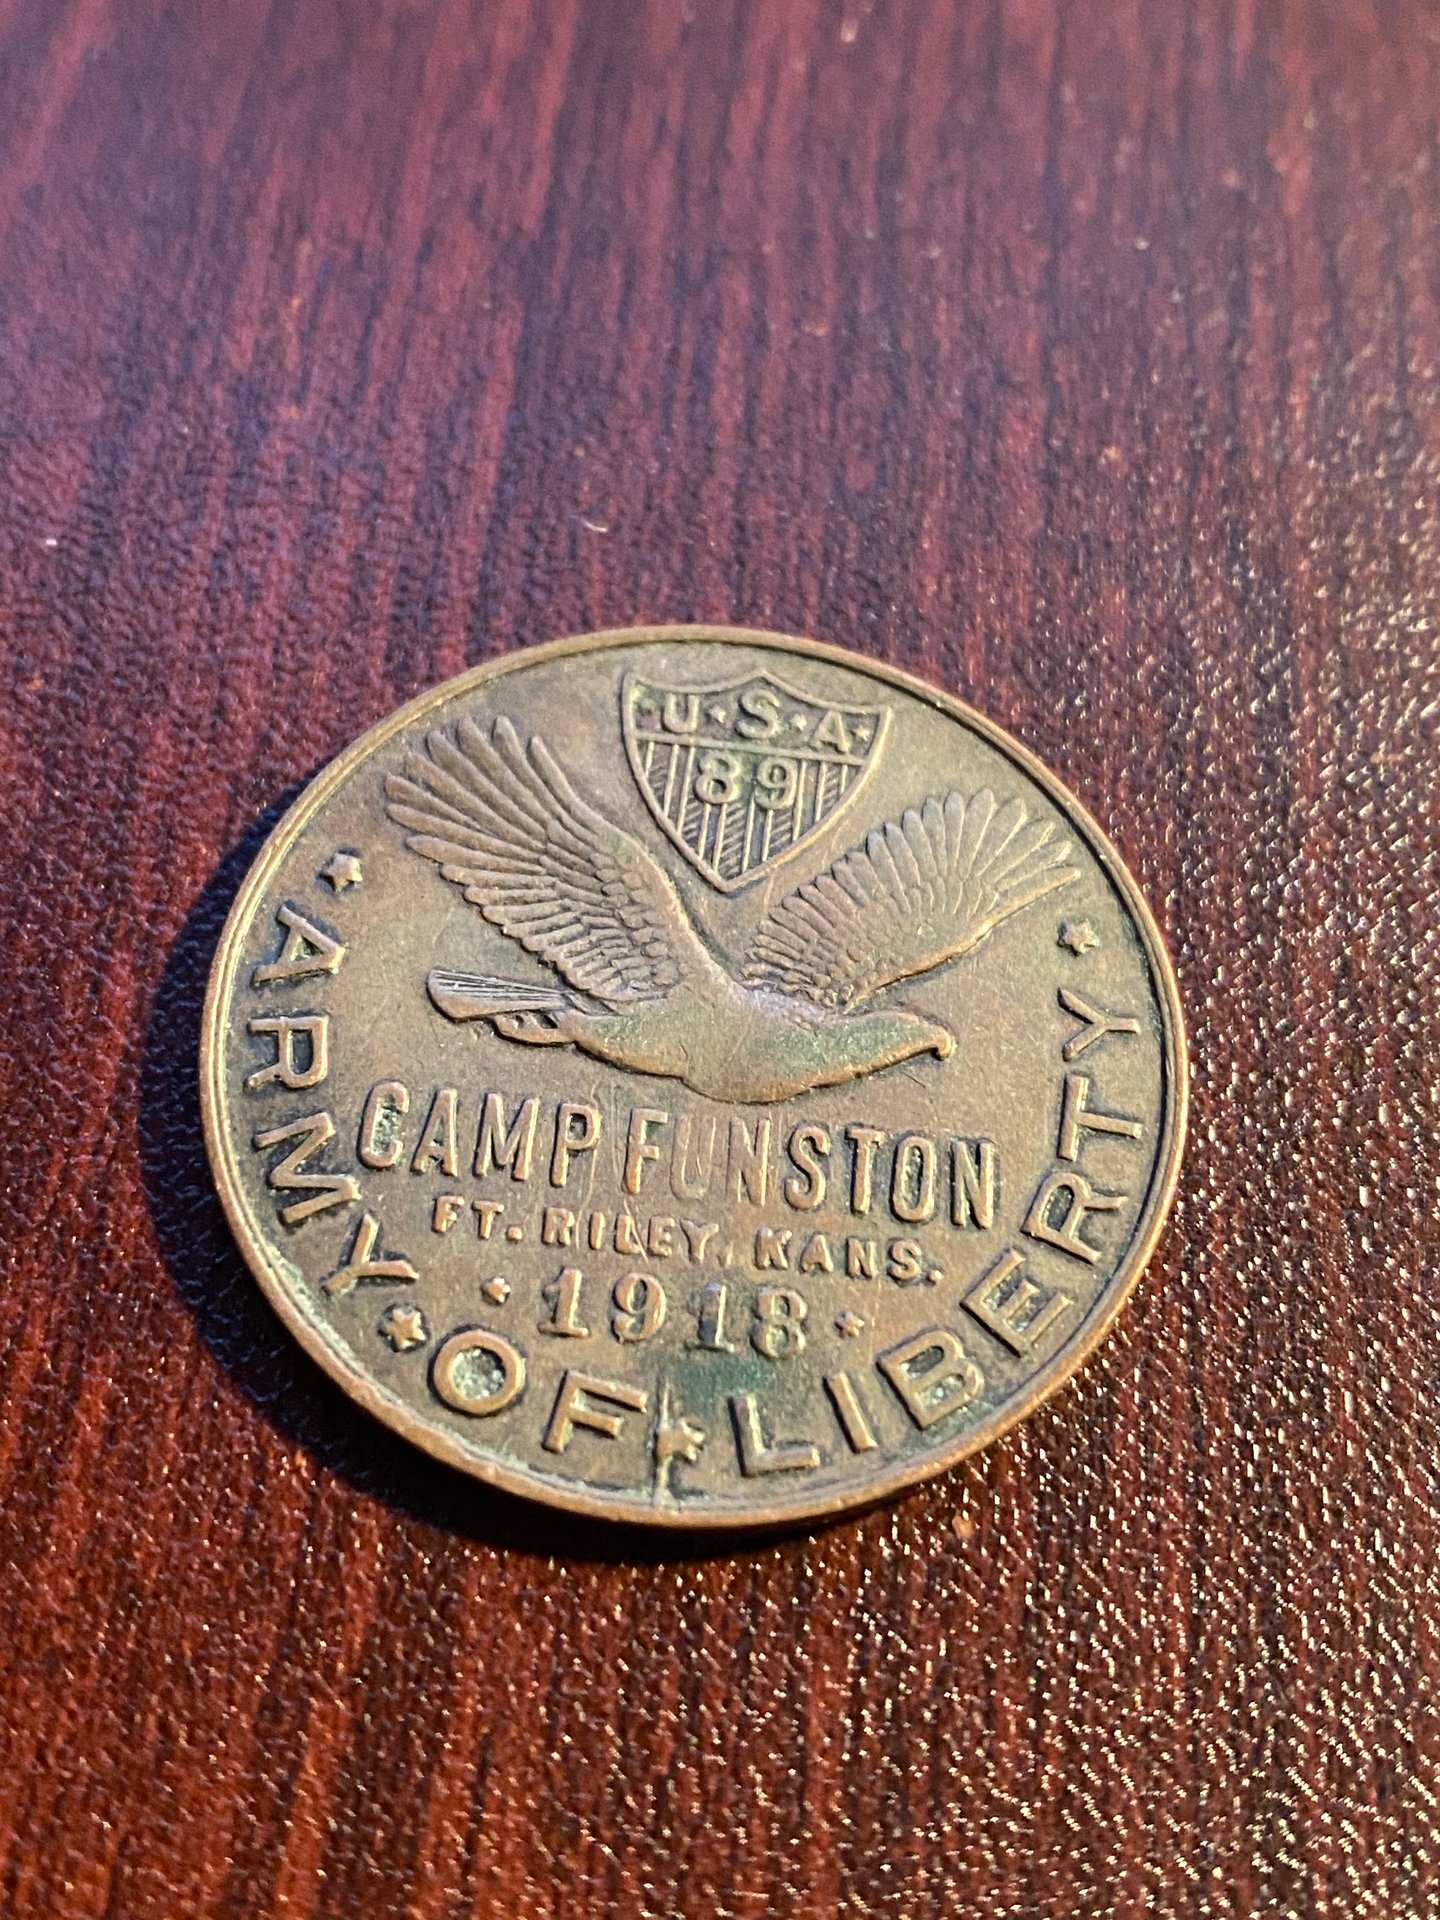 U·S·A·
89
CAMP FUNSTON
FT. RILEY, KANS.
1918
ARMY OF LIBERTY